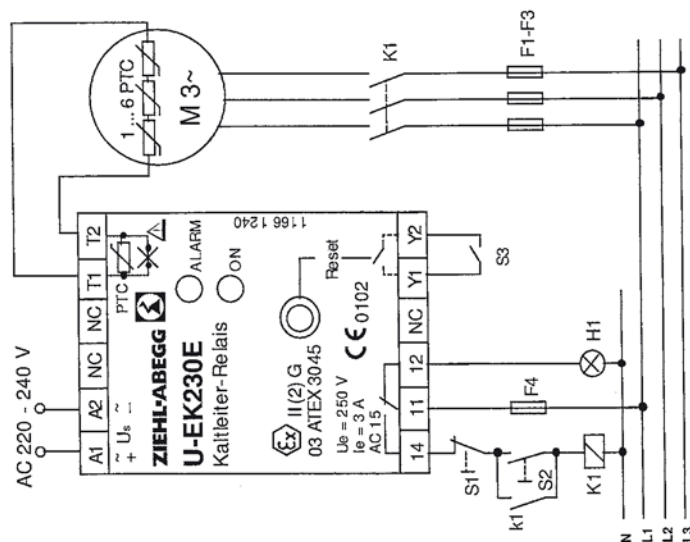 AC 220 - 240 V
1 ... 6 PTC
M 3~
K1
F1-F3
A1
A2
NC
NC
T1
T2
~ ~
+ Us –
PTC
ZIEHL-ABEGG
U-EK230E
Kaltleiter-Relais
ALARM
ON
1166 1240
Ex II (2) G
03 ATEX 3045
CE 0102
Reset
Ue = 250 V
Ie = 3 A
AC 15
14
11
12
NC
Y1
Y2
S3
S1
k1
S2
K1
F4
H1
N
L1
L2
L3